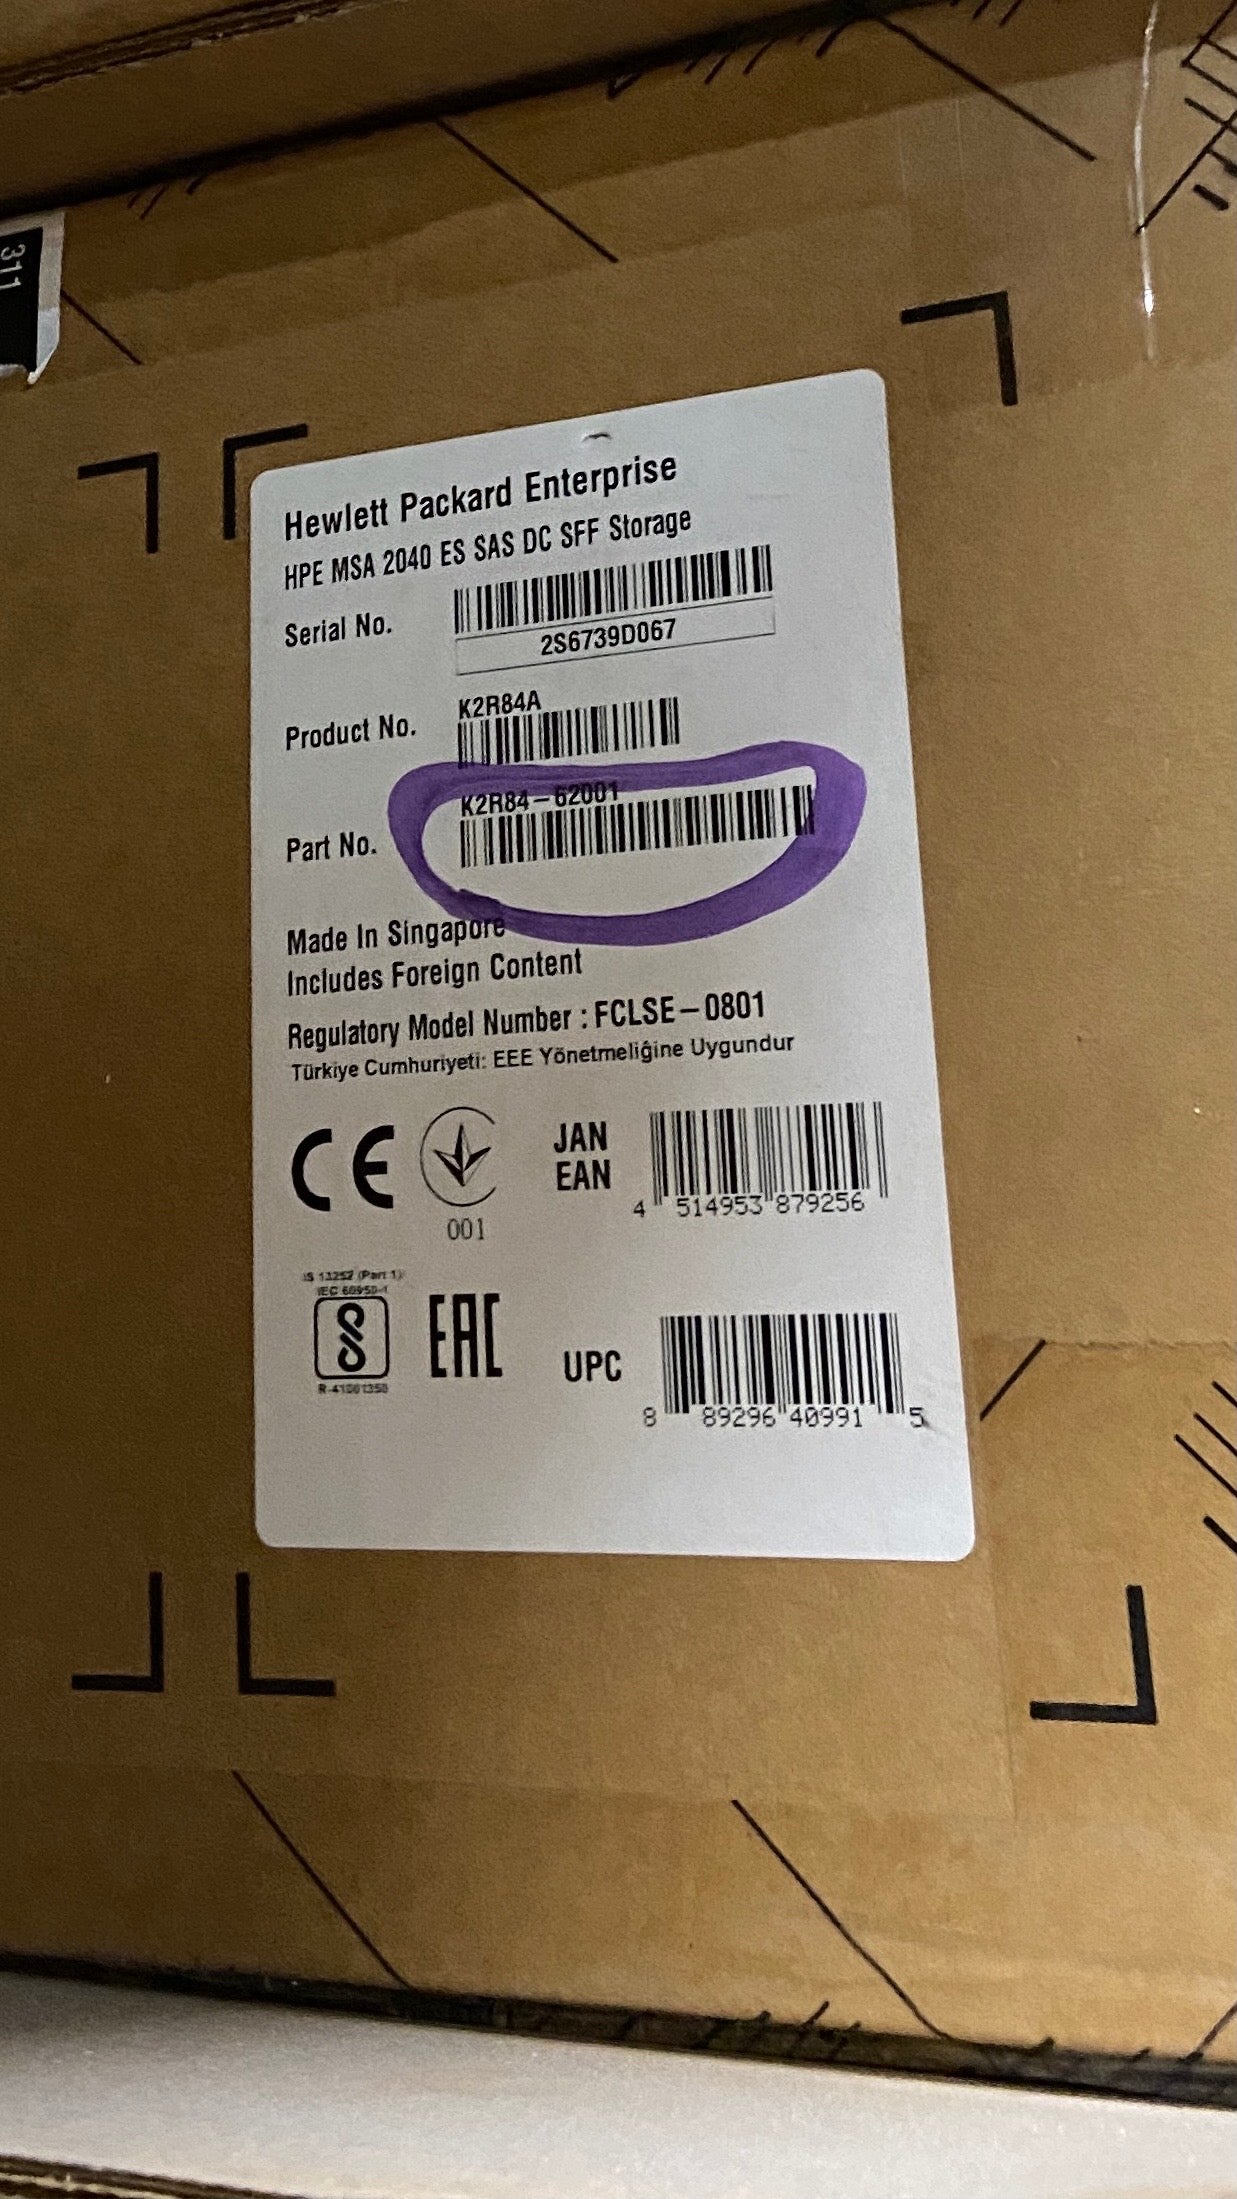 311
Hewlett Packard Enterprise
HPE MSA 2040 ES SAS DC SFF Storage
Serial No.
2S6739D067
Product No.
K2R84A
Part No.
K2R84-62001
Made In Singapore
Includes Foreign Content
Regulatory Model Number : FCLSE-0801
Türkiye Cumhuriyeti: EEE Yönetmeliğine Uygundur
CE
001
JAN
EAN
4 514953 879256
IS 13252 (Part 1)/
IEC 60950-1
R-41001350
EAC
UPC
8 89296 40991 5